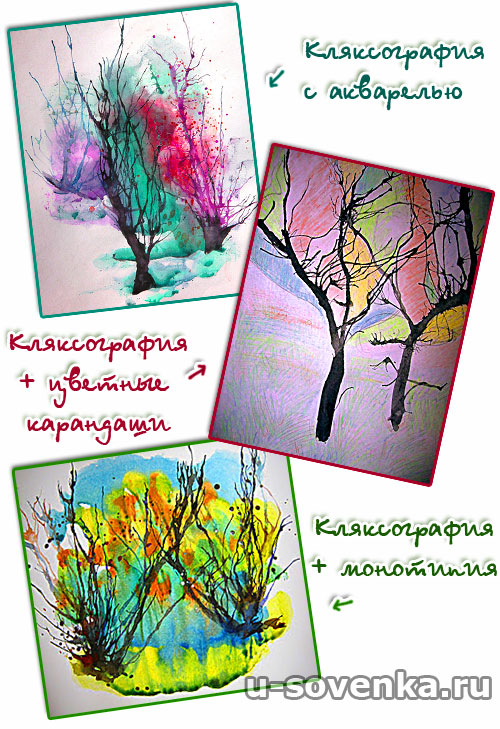 Кляксография
с акварелью
Кляксография
+ цветные
карандаши
Кляксография
+ монотипия
u-sovenka.ru